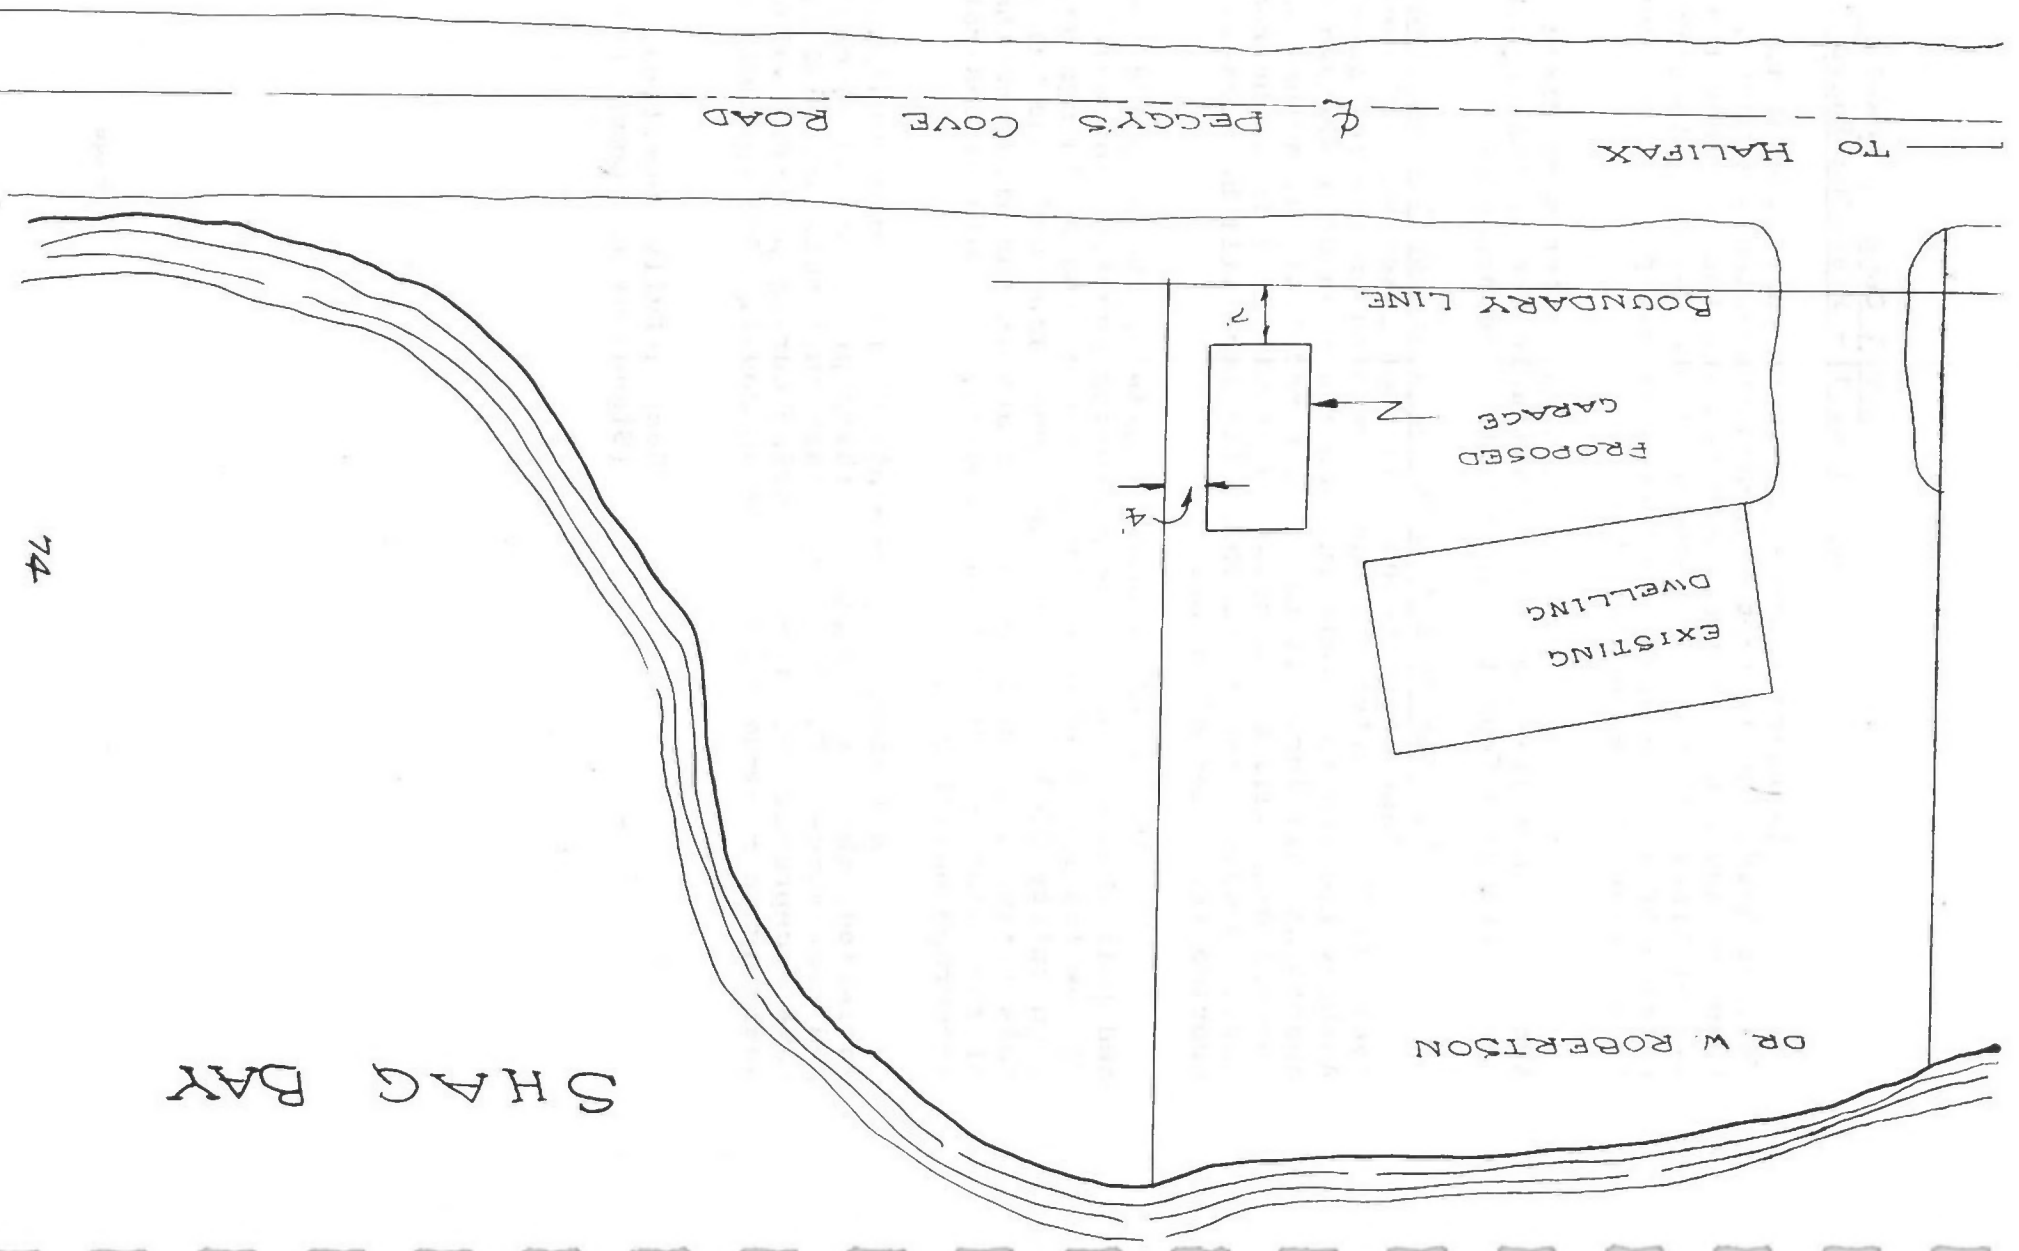 SHAG BAY
DR. W. ROBERTSON
EXISTING
DWELLING
PROPOSED
GARAGE
4'
7'
BOUNDARY LINE
TO HALIFAX
℄ PEGGY'S COVE ROAD
74